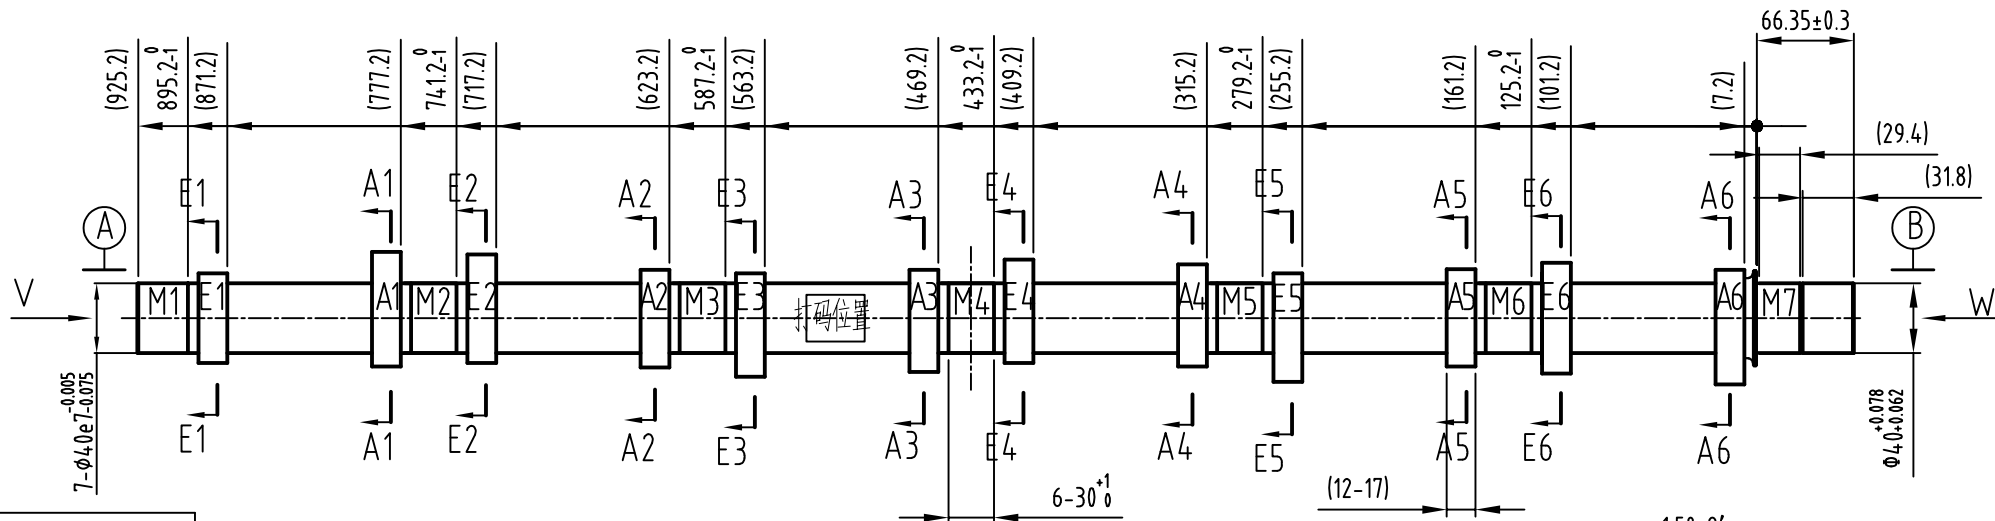 66.35±0.3
(925.2) 895.2-1 0 (871.2) (777.2) 741.2-1 0 (717.2) (623.2) 587.2-1 0 (563.2) (469.2) 433.2-1 0 (409.2) (315.2) 279.2-1 0 (255.2) (161.2) 125.2-1 0 (101.2) (7.2)
(29.4)
(31.8)
E1 A1 E2 A2 E3 A3 E4 A4 E5 A5 E6 A6
A B
V M1 E1 A1 M2 E2 A2 M3 E3 打码位置 A3 M4 E4 A4 M5 E5 A5 M6 E6 A6 M7 W
7-ϕ40e7 -0.005 -0.075
Φ40 +0.078 +0.062
E1 A1 E2 A2 E3 A3 E4 A4 E5 A5 E6 A6
6-30 +1 0
(12-17)